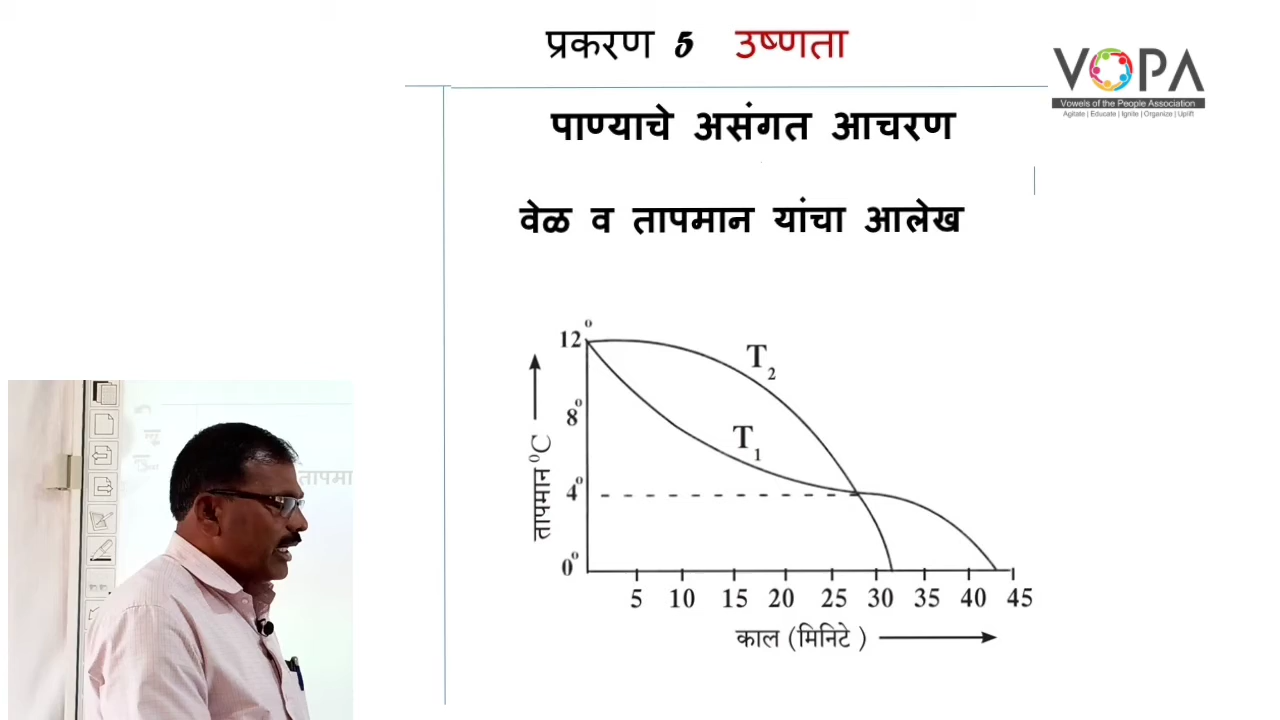 प्रकरण 5 उष्णता
VOPA
Vowels of the People Association
Agitate | Educate | Ignite | Organize | Uplift
पाण्याचे असंगत आचरण
वेळ व तापमान यांचा आलेख
12°
8°
4°
0°
तापमान °C
T2
T1
5 10 15 20 25 30 35 40 45
काल (मिनिटे)
तापमा